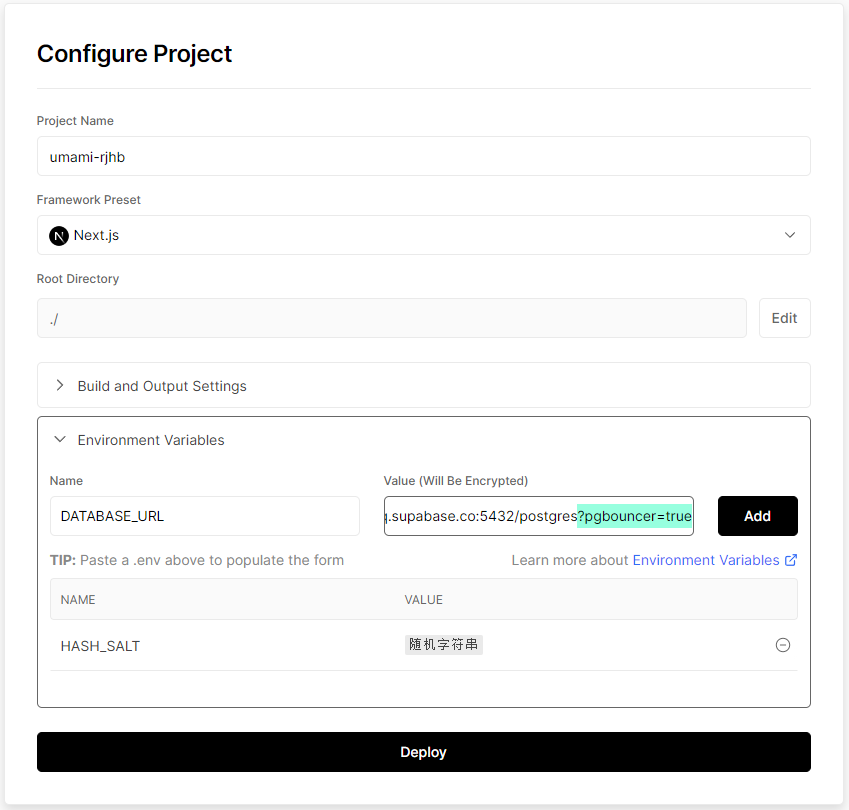 Configure Project
Project Name
umami-rjhb
Framework Preset
N Next.js
Root Directory
./
Edit
Build and Output Settings
Environment Variables
Name
Value (Will Be Encrypted)
DATABASE_URL
q.supabase.co:5432/postgres?pgbouncer=true
Add
TIP: Paste a .env above to populate the form
Learn more about Environment Variables
NAME
VALUE
HASH_SALT
随机字符串
Deploy